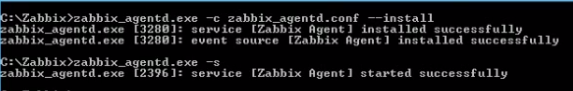 C:\Zabbix>zabbix_agentd.exe -c zabbix_agentd.conf --install
zabbix_agentd.exe [3280]: service [Zabbix Agent] installed successfully
zabbix_agentd.exe [3280]: event source [Zabbix Agent] installed successfully
C:\Zabbix>zabbix_agentd.exe -s
zabbix_agentd.exe [2396]: service [Zabbix Agent] started successfully